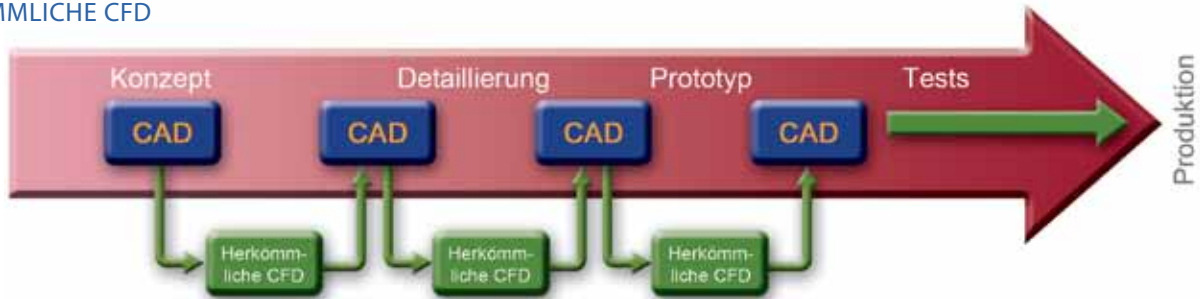 MMLICHE CFD
Konzept Detaillierung Prototyp Tests
CAD CAD CAD CAD
Produktion
Herkömm- Herkömm- Herkömm-
liche CFD liche CFD liche CFD